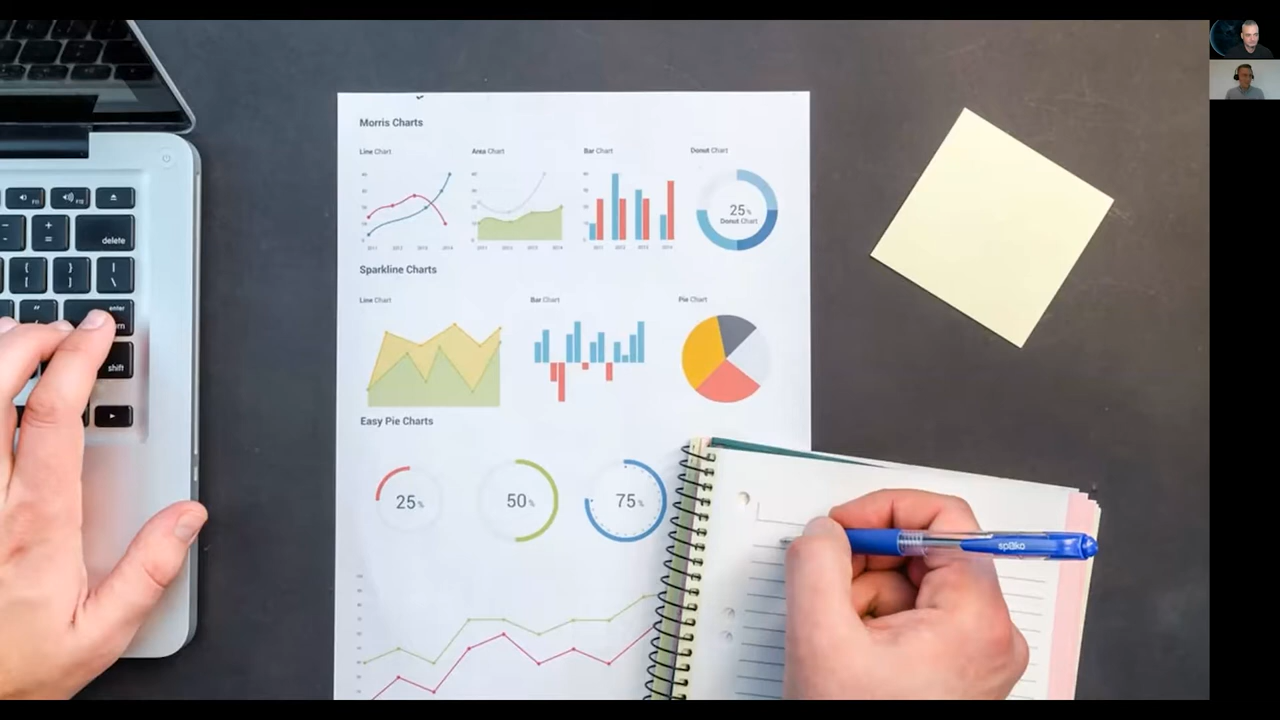 Morris Charts
Line Chart
Area Chart
Bar Chart
Donut Chart
25%
Donut Chart
Sparkline Charts
Line Chart
Bar Chart
Pie Chart
Easy Pie Charts
25%
50%
75%
delete
enter
shift